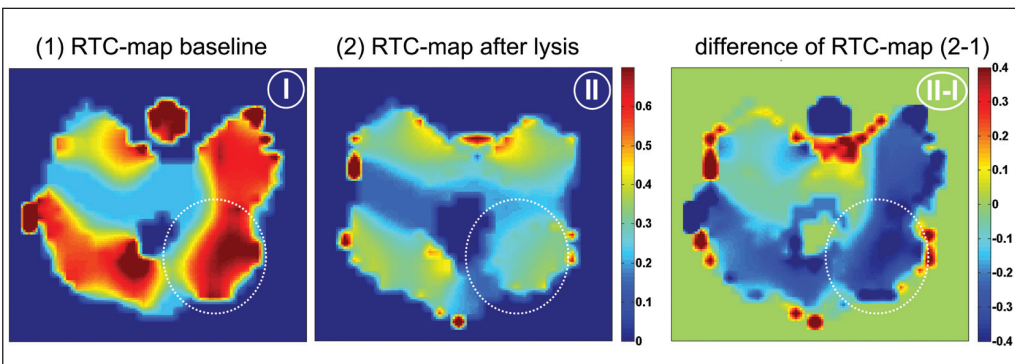 (1) RTC-map baseline
(2) RTC-map after lysis
difference of RTC-map (2-1)
I
II
II-I
0.6
0.5
0.4
0.3
0.2
0.1
0
0.4
0.3
0.2
0.1
0
-0.1
-0.2
-0.3
-0.4